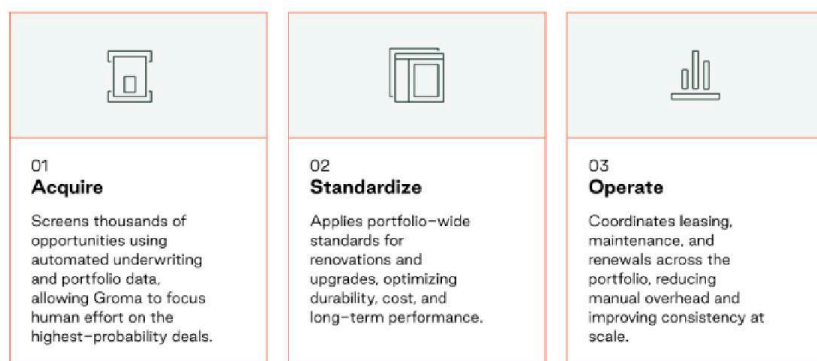 01
Acquire
Screens thousands of
opportunities using
automated underwriting
and portfolio data,
allowing Groma to focus
human effort on the
highest-probability deals.
02
Standardize
Applies portfolio-wide
standards for
renovations and
upgrades, optimizing
durability, cost, and
long-term performance.
03
Operate
Coordinates leasing,
maintenance, and
renewals across the
portfolio, reducing
manual overhead and
improving consistency at
scale.